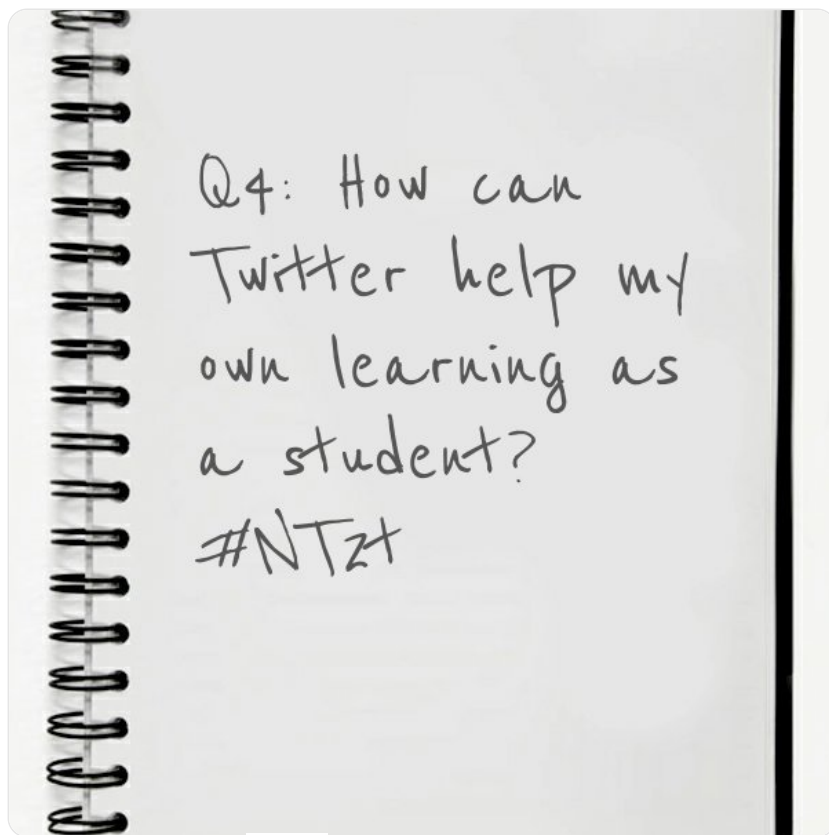 Q4: How can
Twitter help my
own learning as
a student?
#NTzt